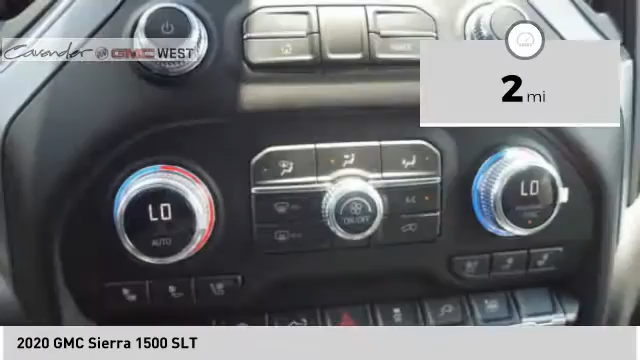 Cavender GMC WEST
2 mi
LO
AUTO
LO
A/C
ON/OFF
2020 GMC Sierra 1500 SLT